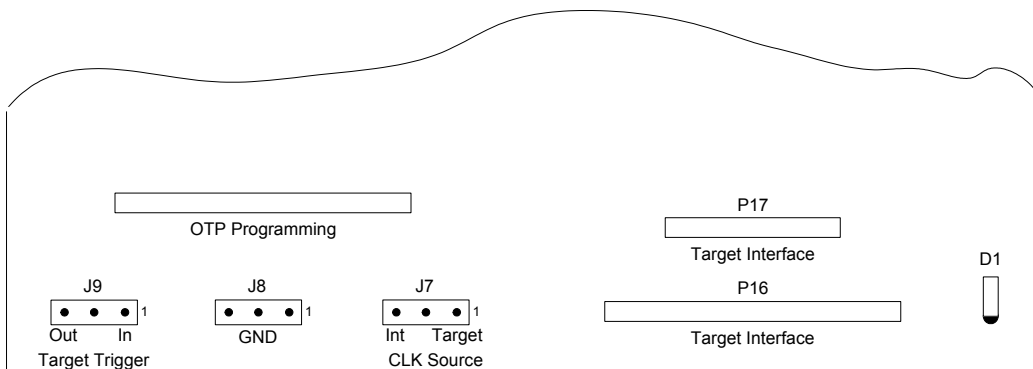 P17
OTP Programming
Target Interface
D1
J9
J8
J7
P16
1
1
1
Out
In
GND
Int
Target
Target Interface
Target Trigger
CLK Source